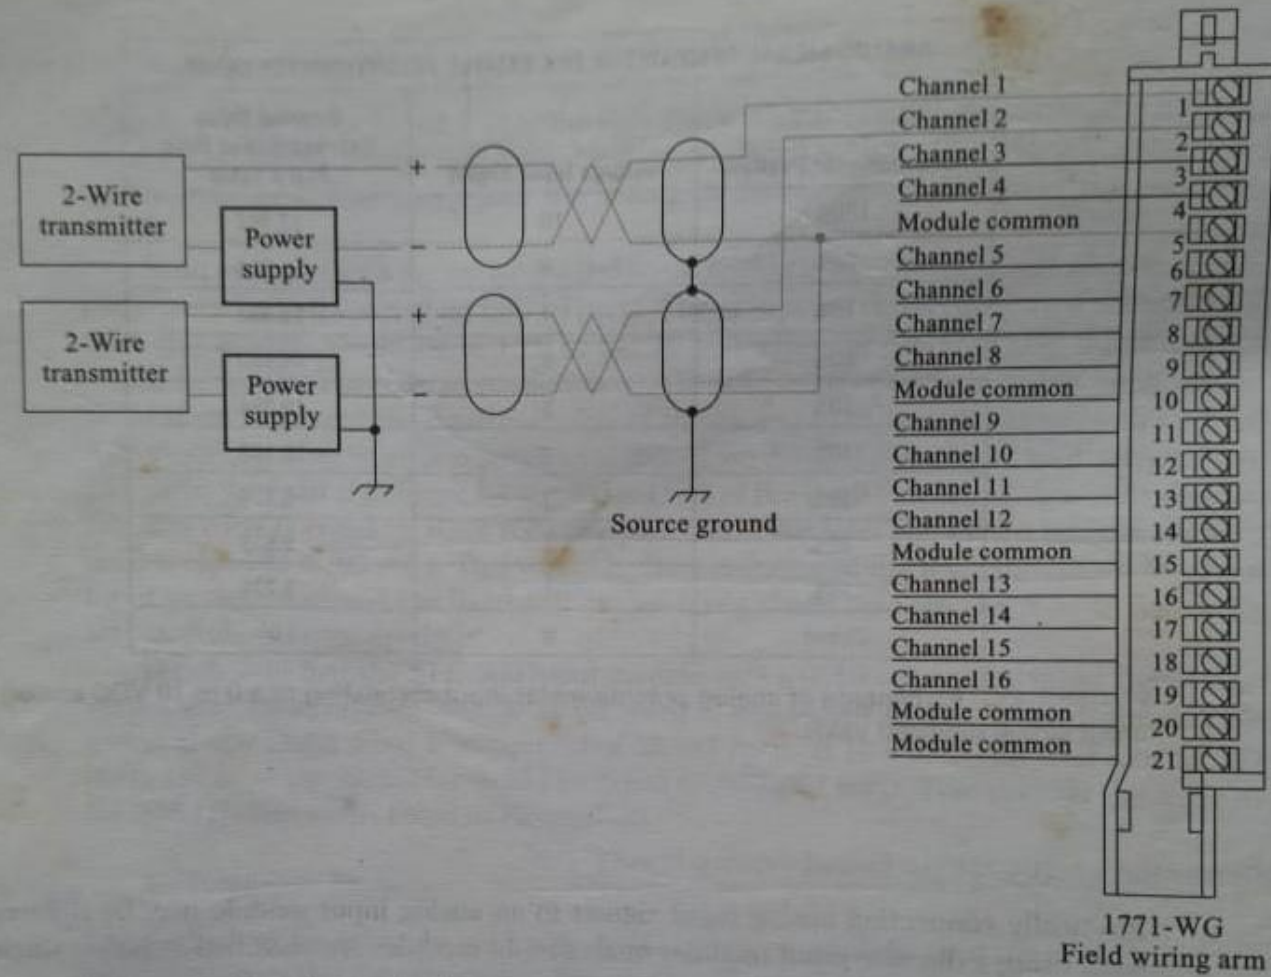 Channel 1
Channel 2
Channel 3
Channel 4
Module common
Channel 5
Channel 6
Channel 7
Channel 8
Module common
Channel 9
Channel 10
Channel 11
Channel 12
Module common
Channel 13
Channel 14
Channel 15
Channel 16
Module common
Module common
1
2
3
4
5
6
7
8
9
10
11
12
13
14
15
16
17
18
19
20
21
2-Wire
transmitter
Power
supply
+
−
2-Wire
transmitter
Power
supply
+
−
Source ground
1771-WG
Field wiring arm